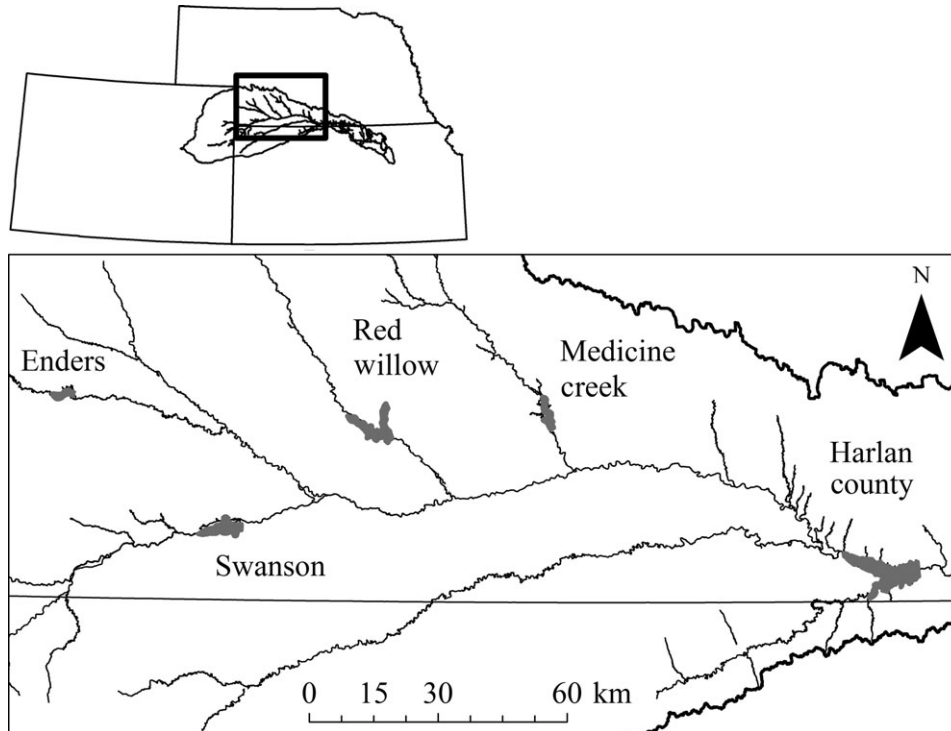 N
Red
willow
Medicine
creek
Enders
Harlan
county
Swanson
0 15 30 60 km